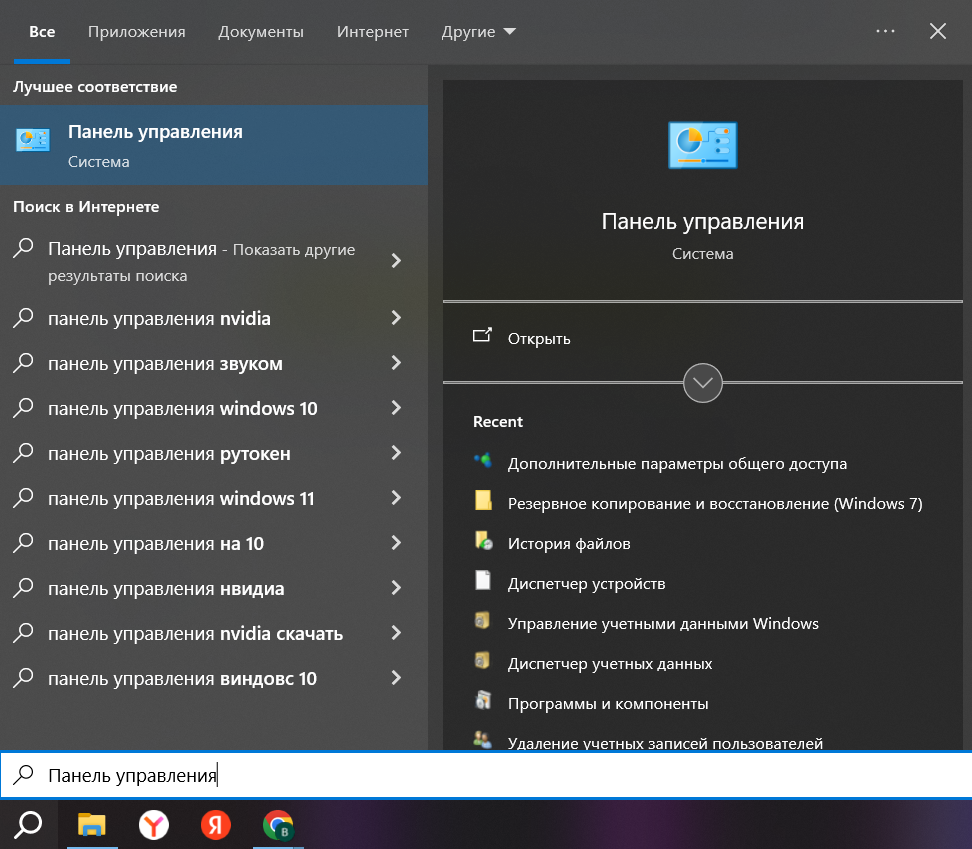 Все Приложения Документы Интернет Другие
Лучшее соответствие
Панель управления
Система
Поиск в Интернете
Панель управления - Показать другие
результаты поиска
панель управления nvidia
панель управления звуком
панель управления windows 10
панель управления рутокен
панель управления windows 11
панель управления на 10
панель управления нвидиа
панель управления nvidia скачать
панель управления виндовс 10
Панель управления
Система
Открыть
Recent
Дополнительные параметры общего доступа
Резервное копирование и восстановление (Windows 7)
История файлов
Диспетчер устройств
Управление учетными данными Windows
Диспетчер учетных данных
Программы и компоненты
Удаление учетных записей пользователей
Панель управления
Я
B